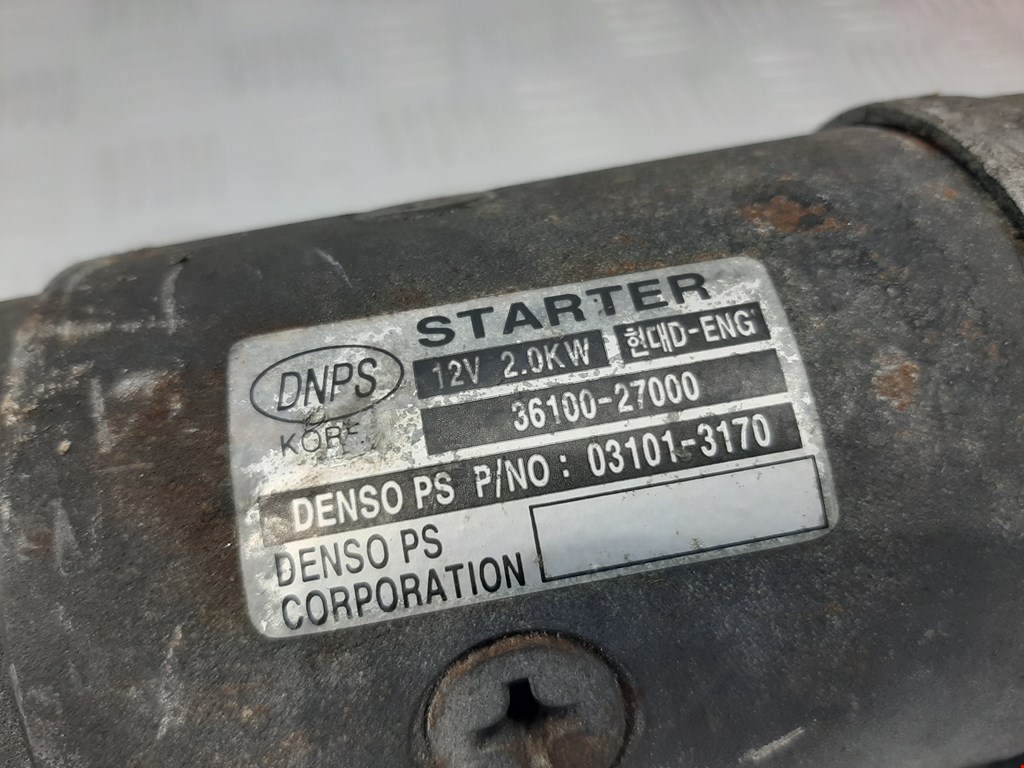 STARTER
DNPS
12V 2.0KW
현대D-ENG
36100-27000
DENSO PS P/NO : 03101-3170
DENSO PS
CORPORATION